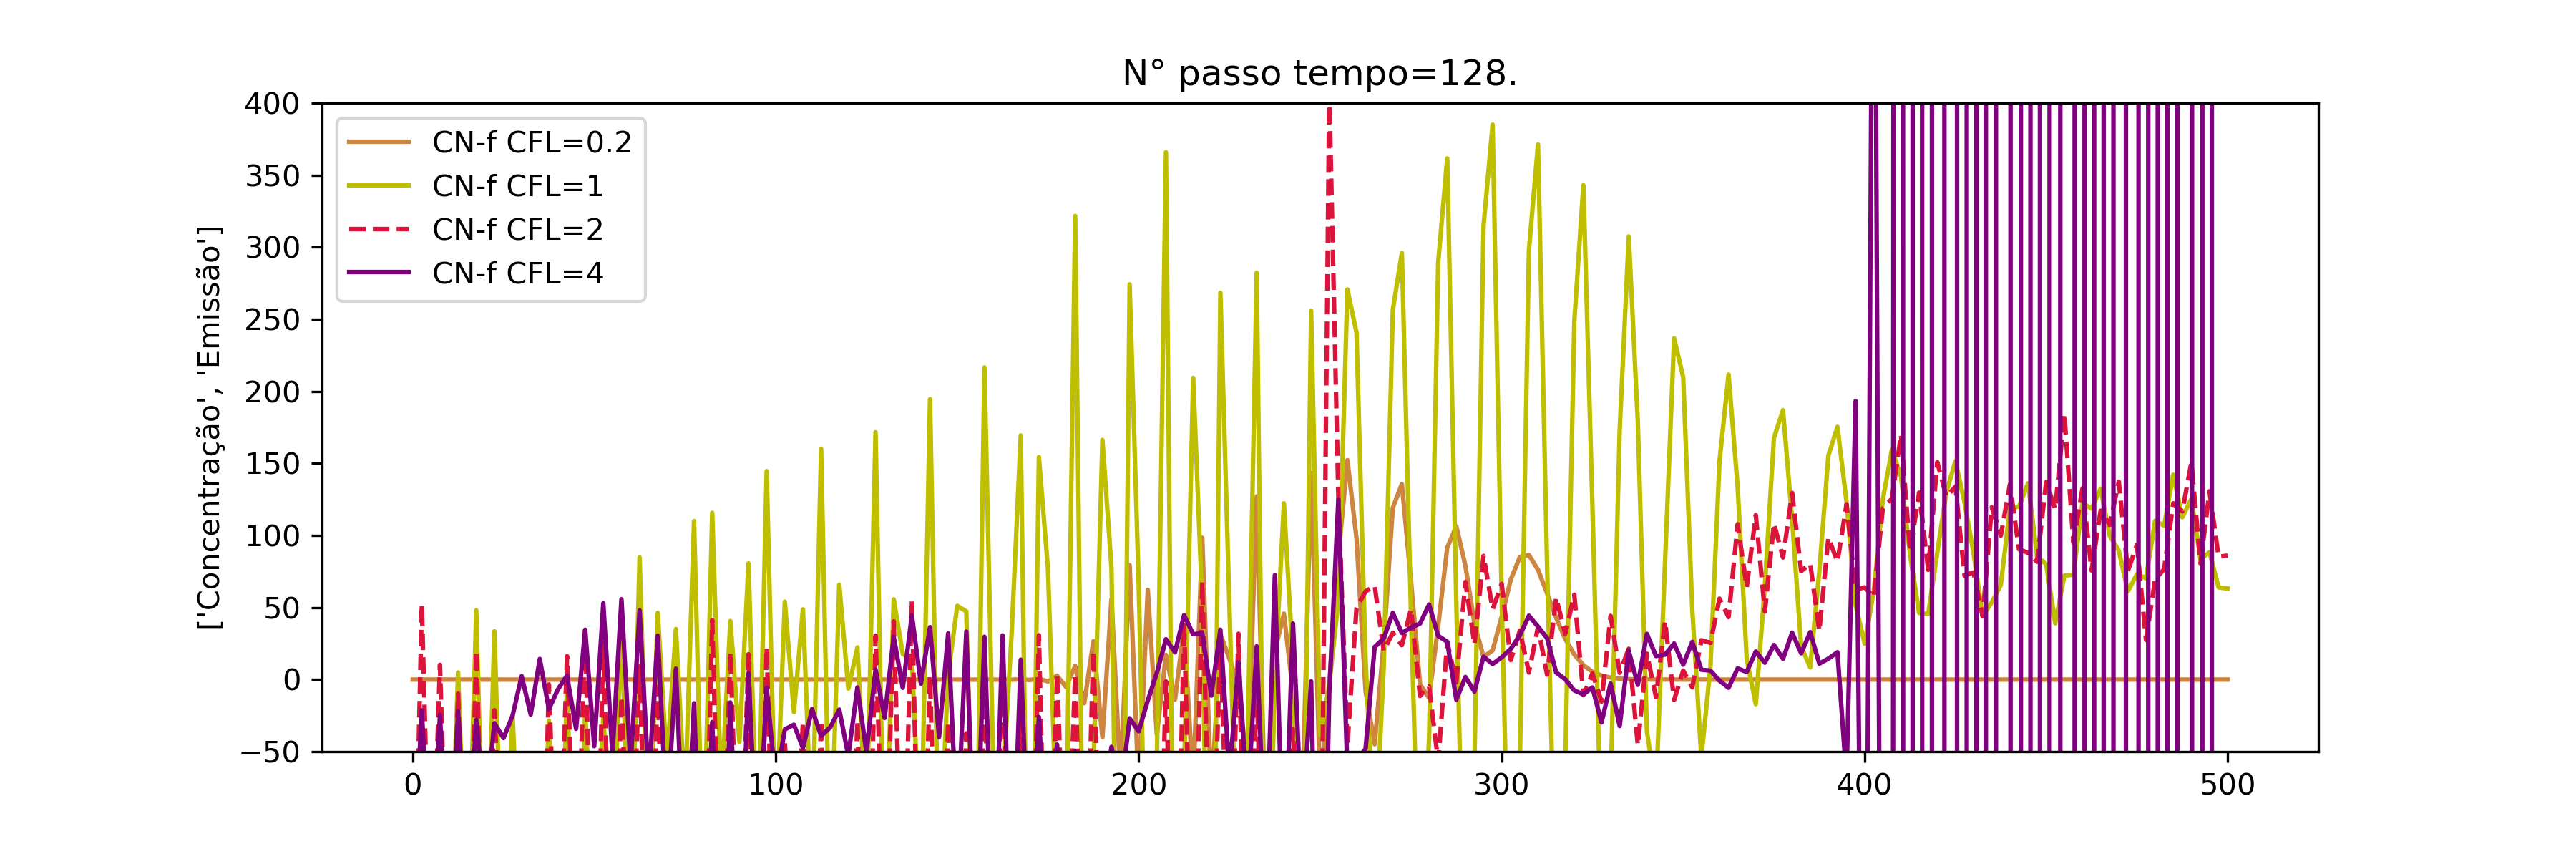 N° passo tempo=128.
['Concentração', 'Emissão']
400
350
300
250
200
150
100
50
0
−50
CN-f CFL=0.2
CN-f CFL=1
CN-f CFL=2
CN-f CFL=4
0 100 200 300 400 500